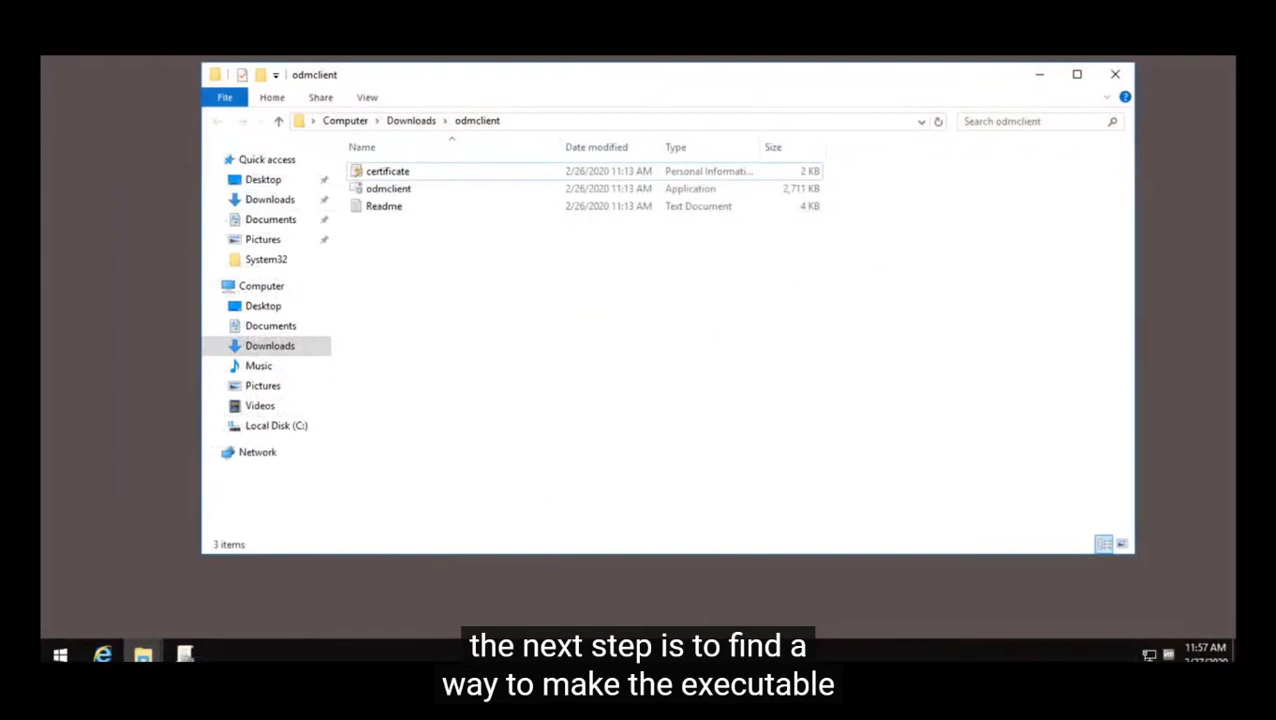 odmclient
File Home Share View
Computer Downloads odmclient
Search odmclient
Name Date modified Type Size
Quick access
Desktop
Downloads
Documents
Pictures
System32
Computer
Desktop
Documents
Downloads
Music
Pictures
Videos
Local Disk (C:)
Network
certificate 2/26/2020 11:13 AM Personal Informati... 2 KB
odmclient 2/26/2020 11:13 AM Application 2,711 KB
Readme 2/26/2020 11:13 AM Text Document 4 KB
3 items
11:57 AM
the next step is to find a
way to make the executable